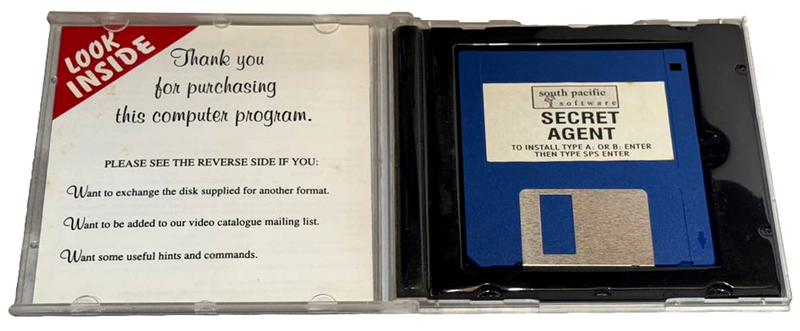 LOOK
INSIDE
Thank you
for purchasing
this computer program.
PLEASE SEE THE REVERSE SIDE IF YOU:
Want to exchange the disk supplied for another format.
Want to be added to our video catalogue mailing list.
Want some useful hints and commands.
south pacific
software
SECRET
AGENT
TO INSTALL TYPE A: OR B: ENTER
THEN TYPE SPS ENTER